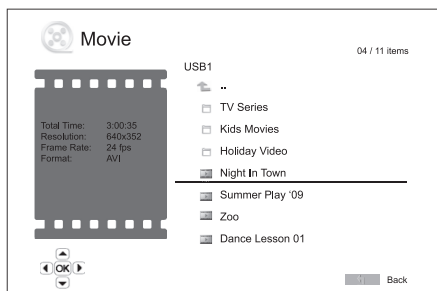 Movie
04 / 11 items
USB1
..
TV Series
Total Time: 3:00:35
Kids Movies
Resolution: 640x352
Frame Rate: 24 fps
Holiday Video
Format: AVI
Night In Town
Summer Play ‘09
Zoo
Dance Lesson 01
OK
Back